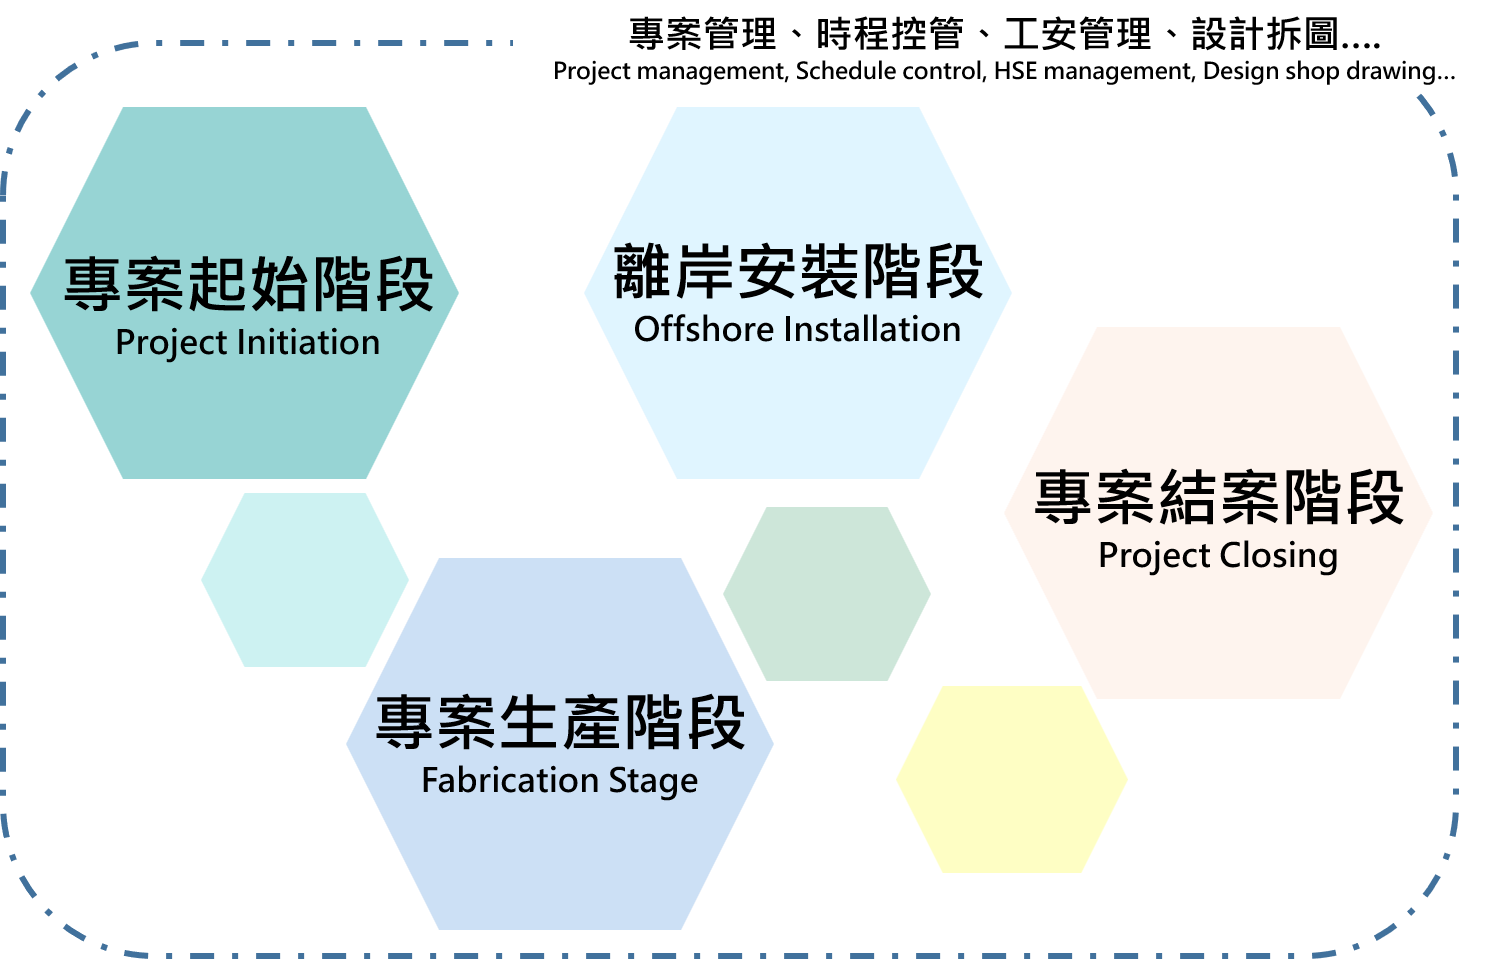 專案管理、時程控管、工安管理、設計拆圖....
Project management, Schedule control, HSE management, Design shop drawing...
專案起始階段
Project Initiation
離岸安裝階段
Offshore Installation
專案結案階段
Project Closing
專案生產階段
Fabrication Stage